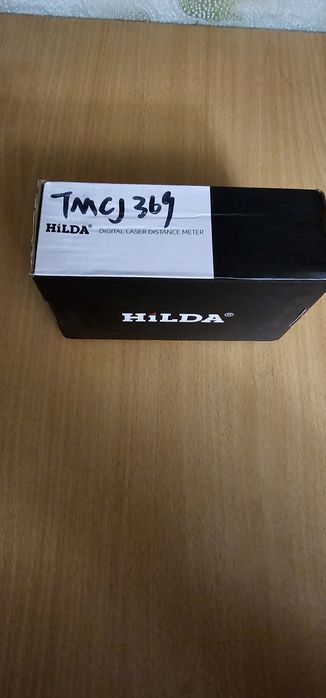 TMCJ 369
HiLDA® DIGITAL LASER DISTANCE METER
HiLDA®